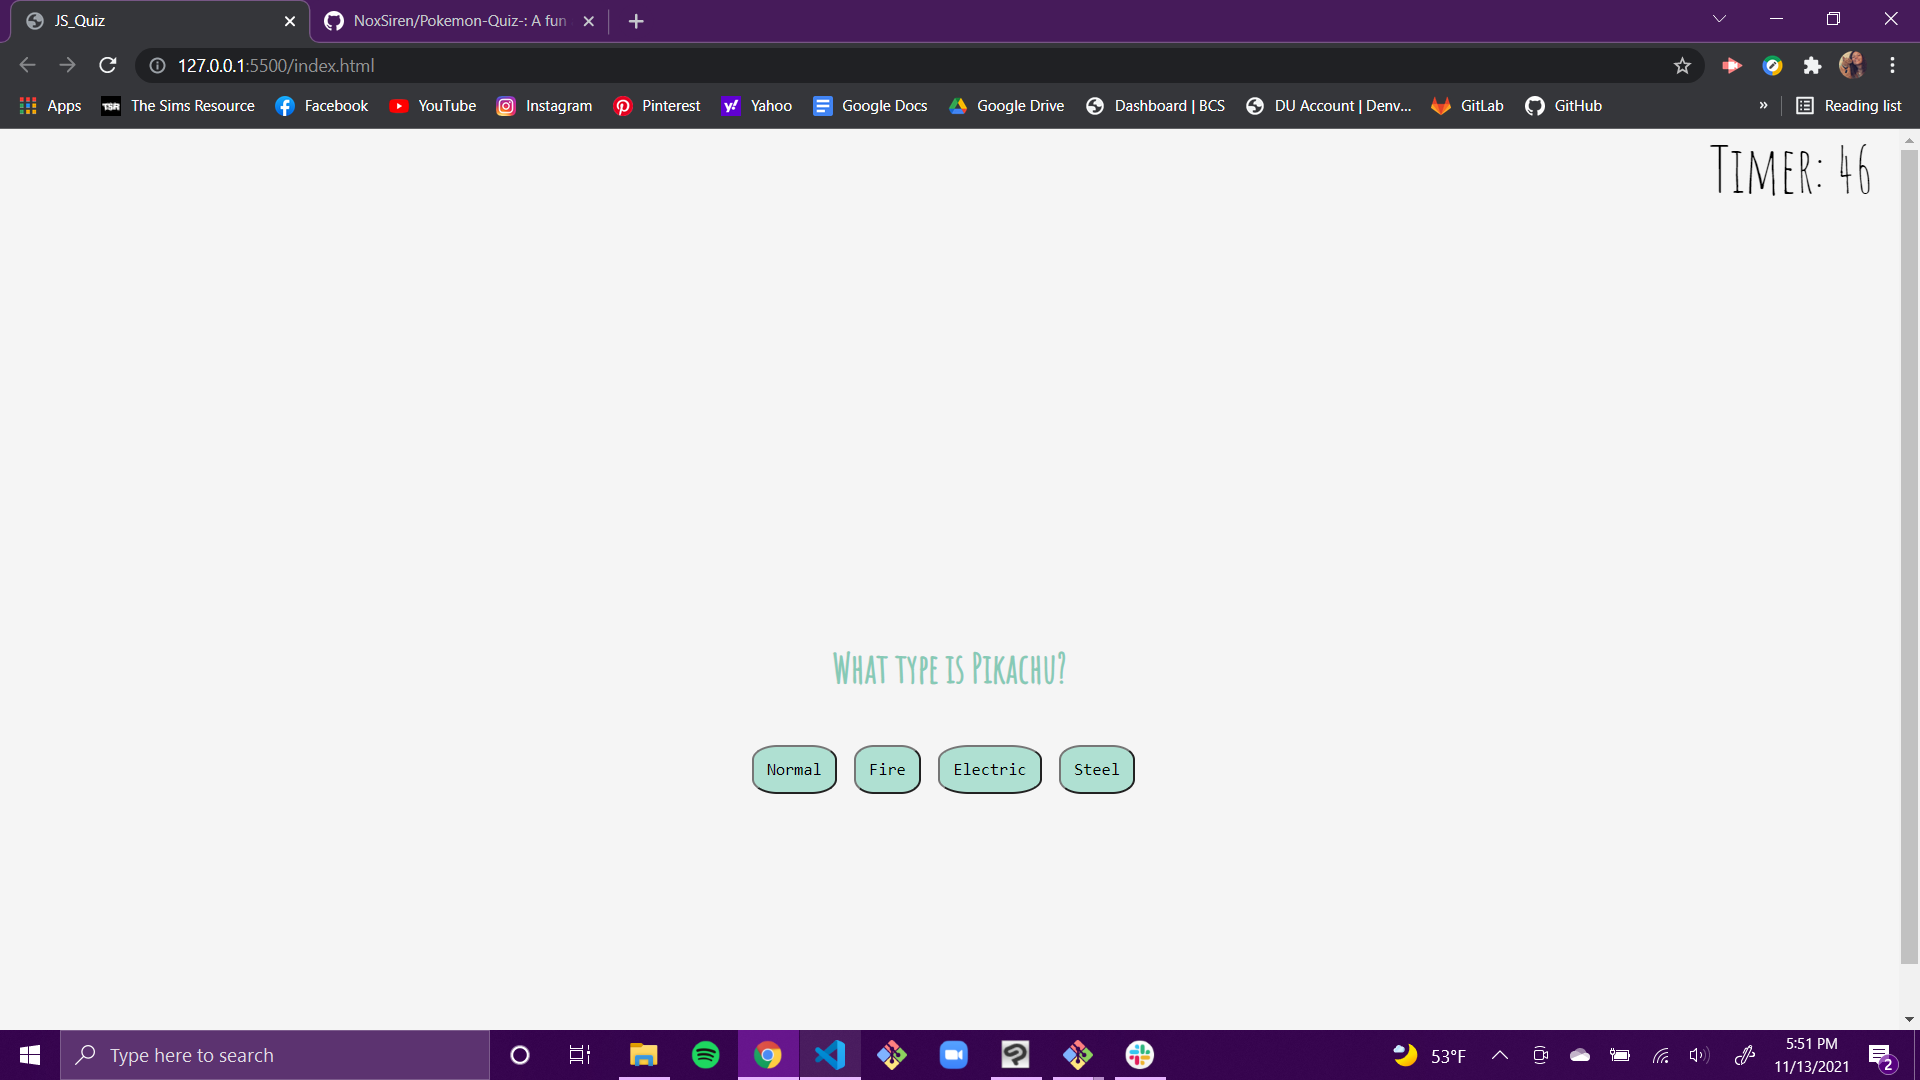 JS_Quiz
NoxSiren/Pokemon-Quiz-: A fun
127.0.0.1:5500/index.html
Apps
TSR
The Sims Resource
Facebook
YouTube
Instagram
Pinterest
Yahoo
Google Docs
Google Drive
Dashboard | BCS
DU Account | Denv...
GitLab
GitHub
»
Reading list
Timer: 46
What type is Pikachu?
Normal
Fire
Electric
Steel
Type here to search
53°F
5:51 PM
11/13/2021
2